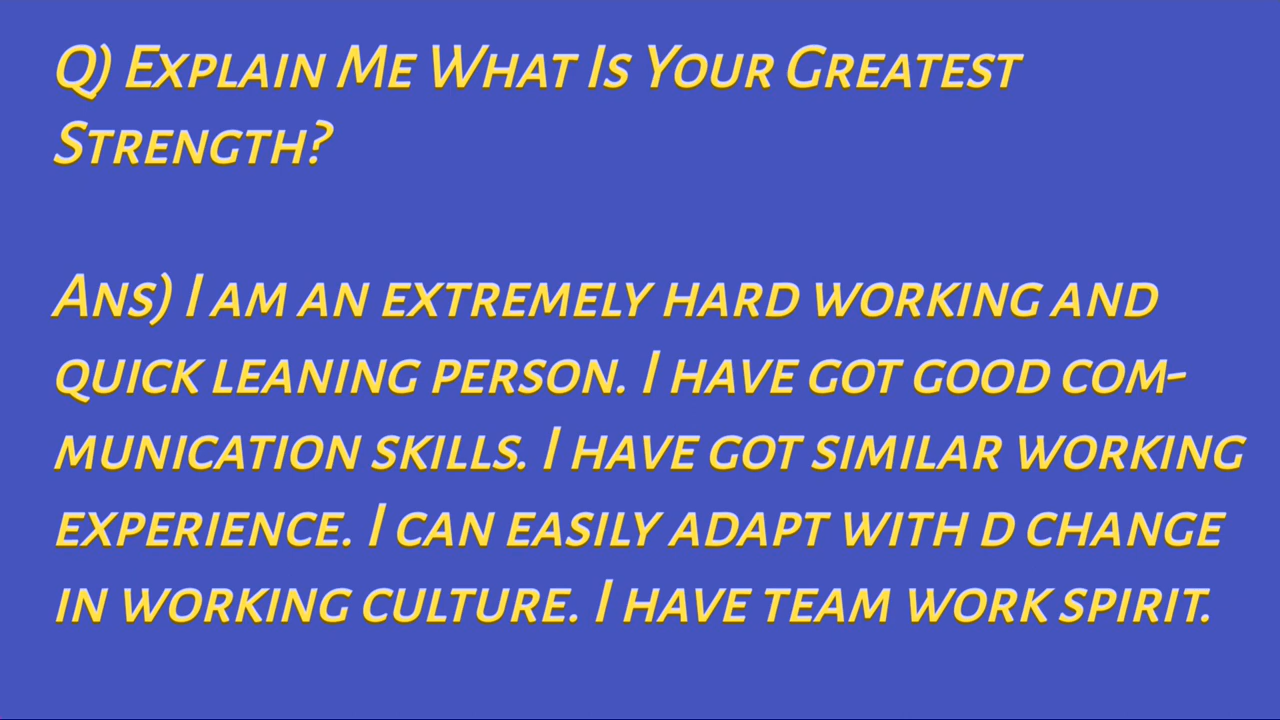 Q) Explain Me What Is Your Greatest
Strength?
Ans) I am an extremely hard working and
quick leaning person. I have got good com-
munication skills. I have got similar working
experience. I can easily adapt with d change
in working culture. I have team work spirit.